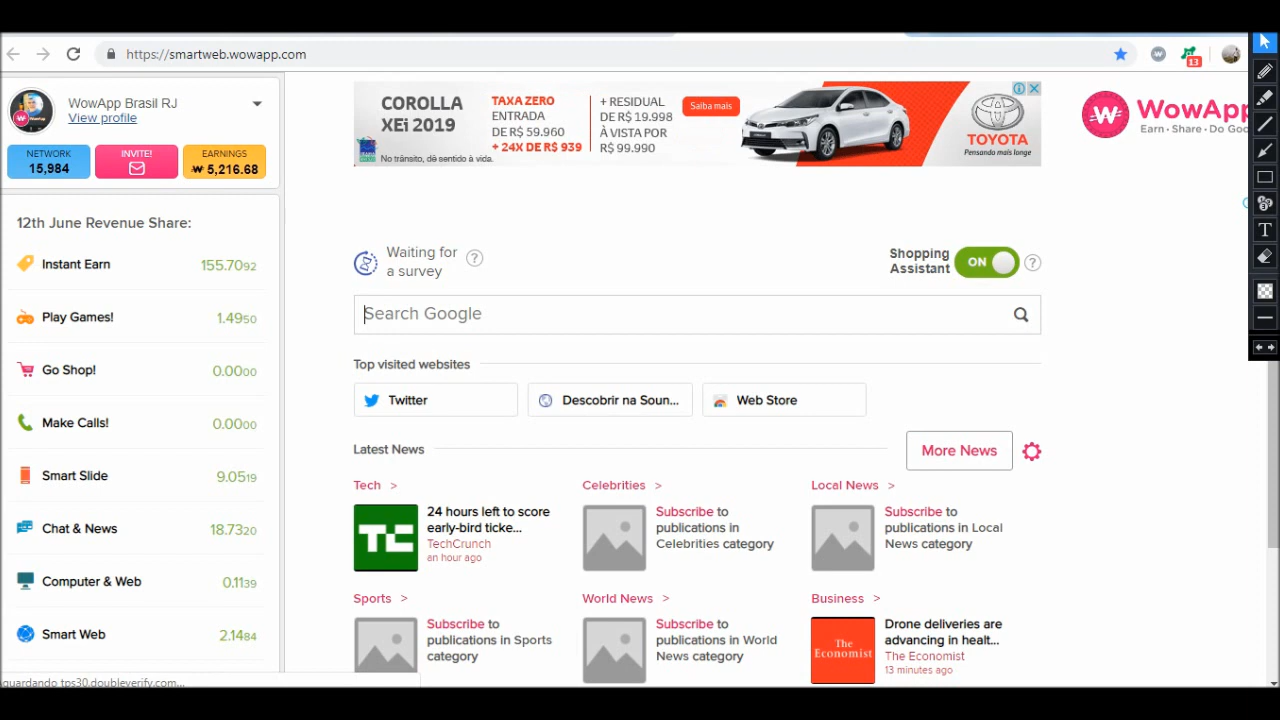 https://smartweb.wowapp.com
13
WowApp Brasil RJ
View profile
NETWORK
15,984
INVITE!
EARNINGS
₩ 5,216.68
COROLLA
XEi 2019
TAXA ZERO
ENTRADA
DE R$ 59.960
+ 24X DE R$ 939
+ RESIDUAL
DE R$ 19.998
À VISTA POR
R$ 99.990
Saiba mais
No trânsito, dê sentido à vida.
TOYOTA
Pensando mais longe
WowApp
Earn · Share · Do Goo
12th June Revenue Share:
Instant Earn 155.7092
Play Games! 1.4950
Go Shop! 0.0000
Make Calls! 0.0000
Smart Slide 9.0519
Chat & News 18.7320
Computer & Web 0.1139
Smart Web 2.1484
Waiting for
a survey
?
Shopping
Assistant
ON
?
Search Google
Top visited websites
Twitter
Descobrir na Soun...
Web Store
Latest News
More News
Tech >
24 hours left to score
early-bird ticke...
TechCrunch
an hour ago
Celebrities >
Subscribe to
publications in
Celebrities category
Local News >
Subscribe to
publications in Local
News category
Sports >
Subscribe to
publications in Sports
category
World News >
Subscribe to
publications in World
News category
Business >
The
Economist
Drone deliveries are
advancing in healt...
The Economist
13 minutes ago
guardando tps30.doubleverify.com...
T